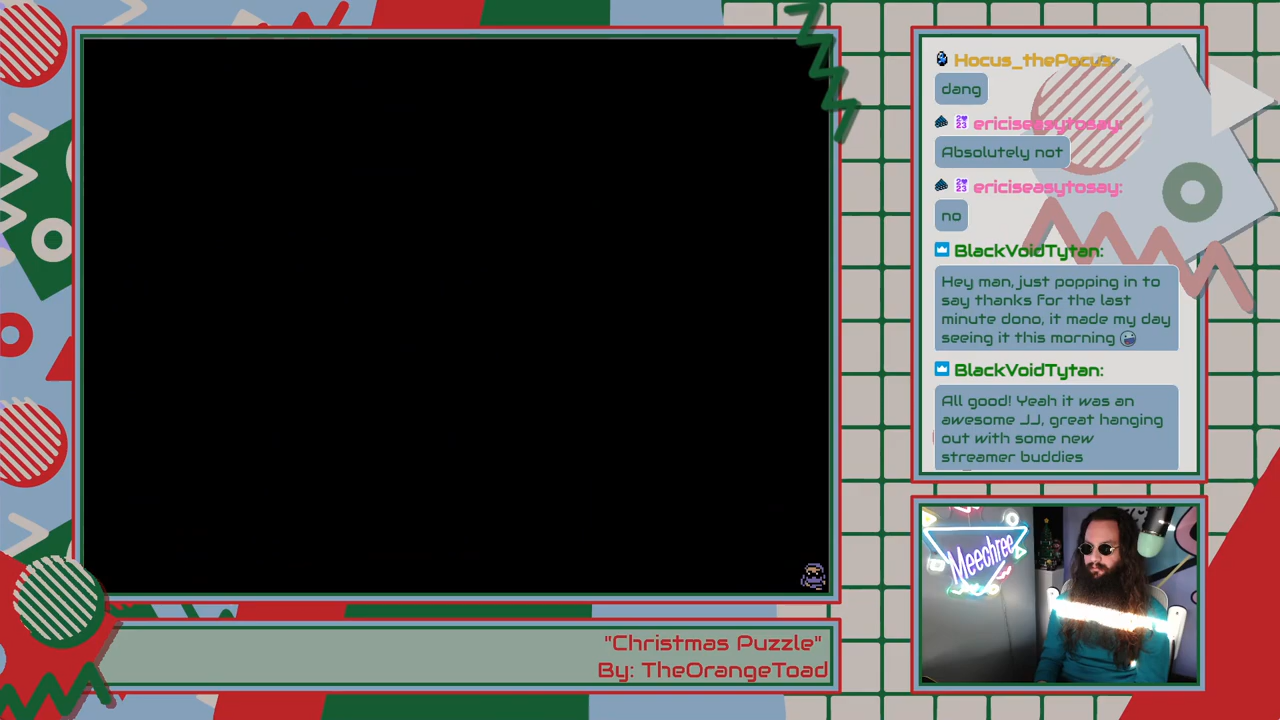 Hocus_thePocus:
dang
ericiseasytosay:
Absolutely not
ericiseasytosay:
no
BlackVoidTytan:
Hey man, just popping in to
say thanks for the last
minute dono, it made my day
seeing it this morning
BlackVoidTytan:
All good! Yeah it was an
awesome JJ, great hanging
out with some new
streamer buddies
Meechree
"Christmas Puzzle"
By: TheOrangeToad